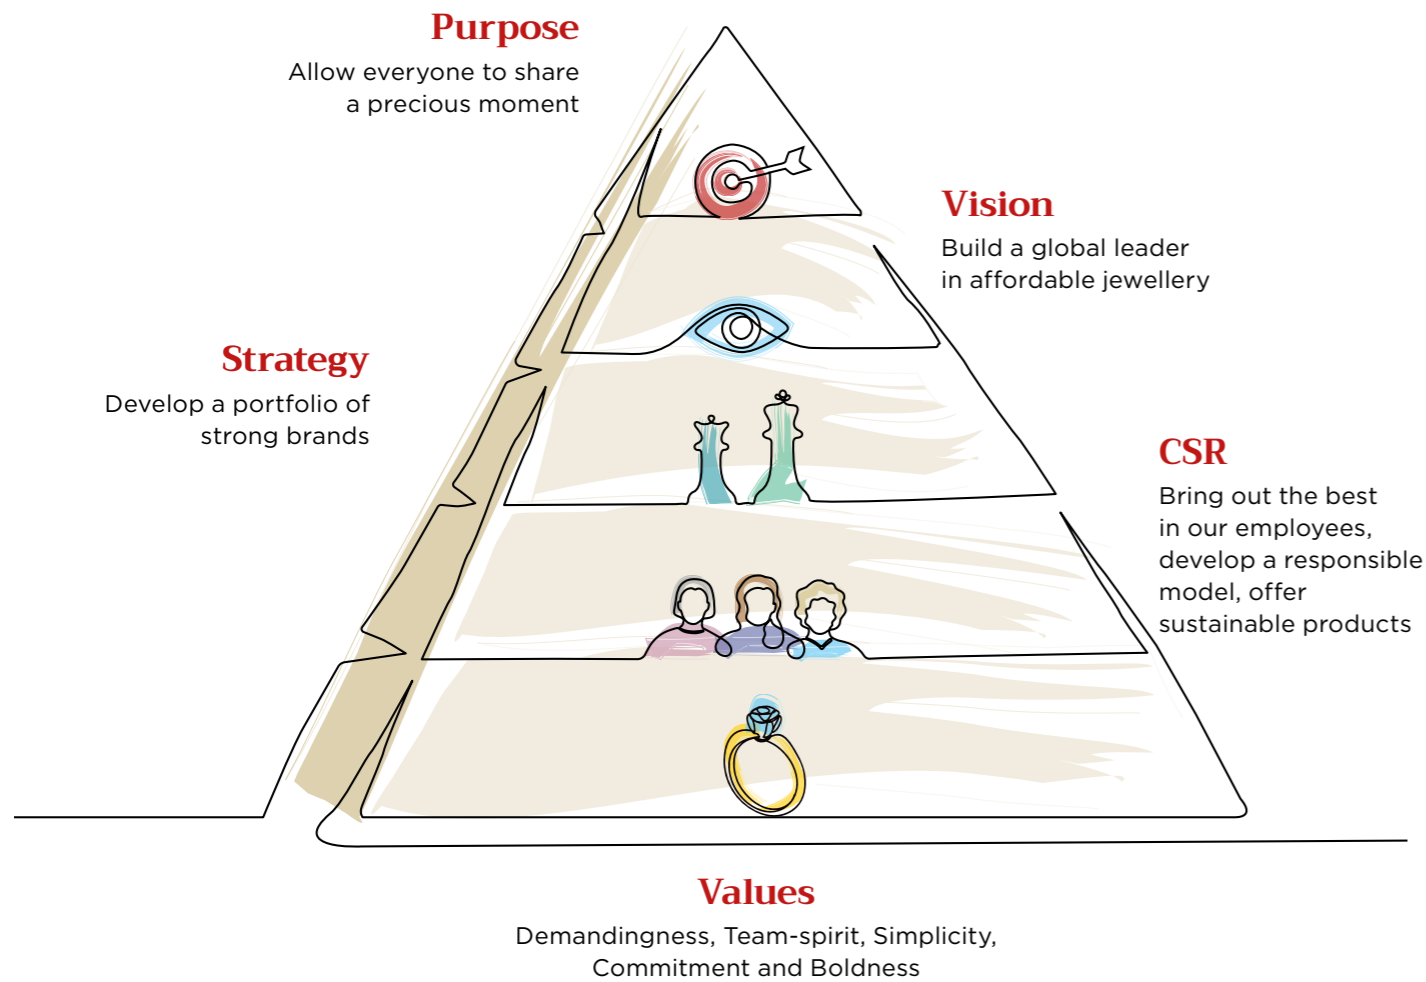 Purpose
Allow everyone to share
a precious moment
Vision
Build a global leader
in affordable jewellery
Strategy
Develop a portfolio of
strong brands
CSR
Bring out the best
in our employees,
develop a responsible
model, offer
sustainable products
Values
Demandingness, Team-spirit, Simplicity,
Commitment and Boldness